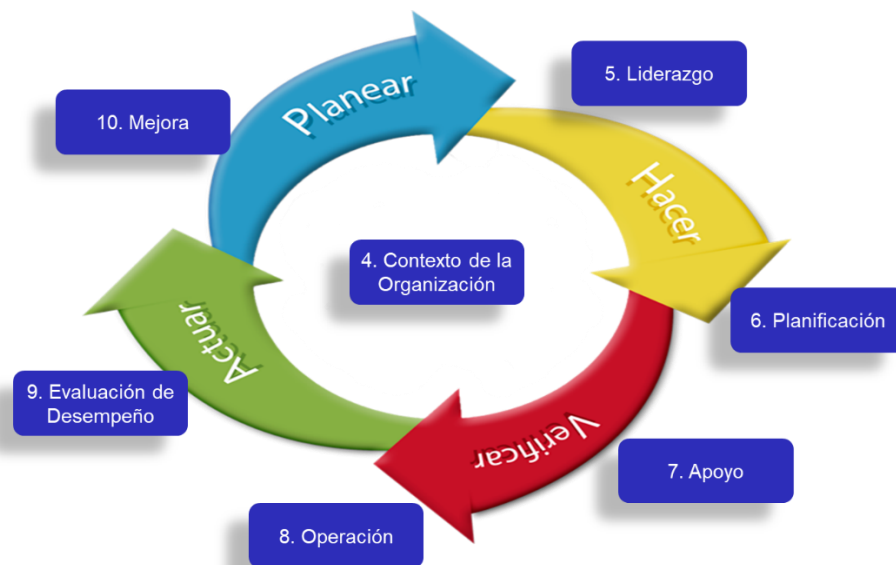 Planear
5. Liderazgo
10. Mejora
Hacer
4. Contexto de la
Organización
6. Planificación
Actuar
9. Evaluación de
Desempeño
Verificar
7. Apoyo
8. Operación